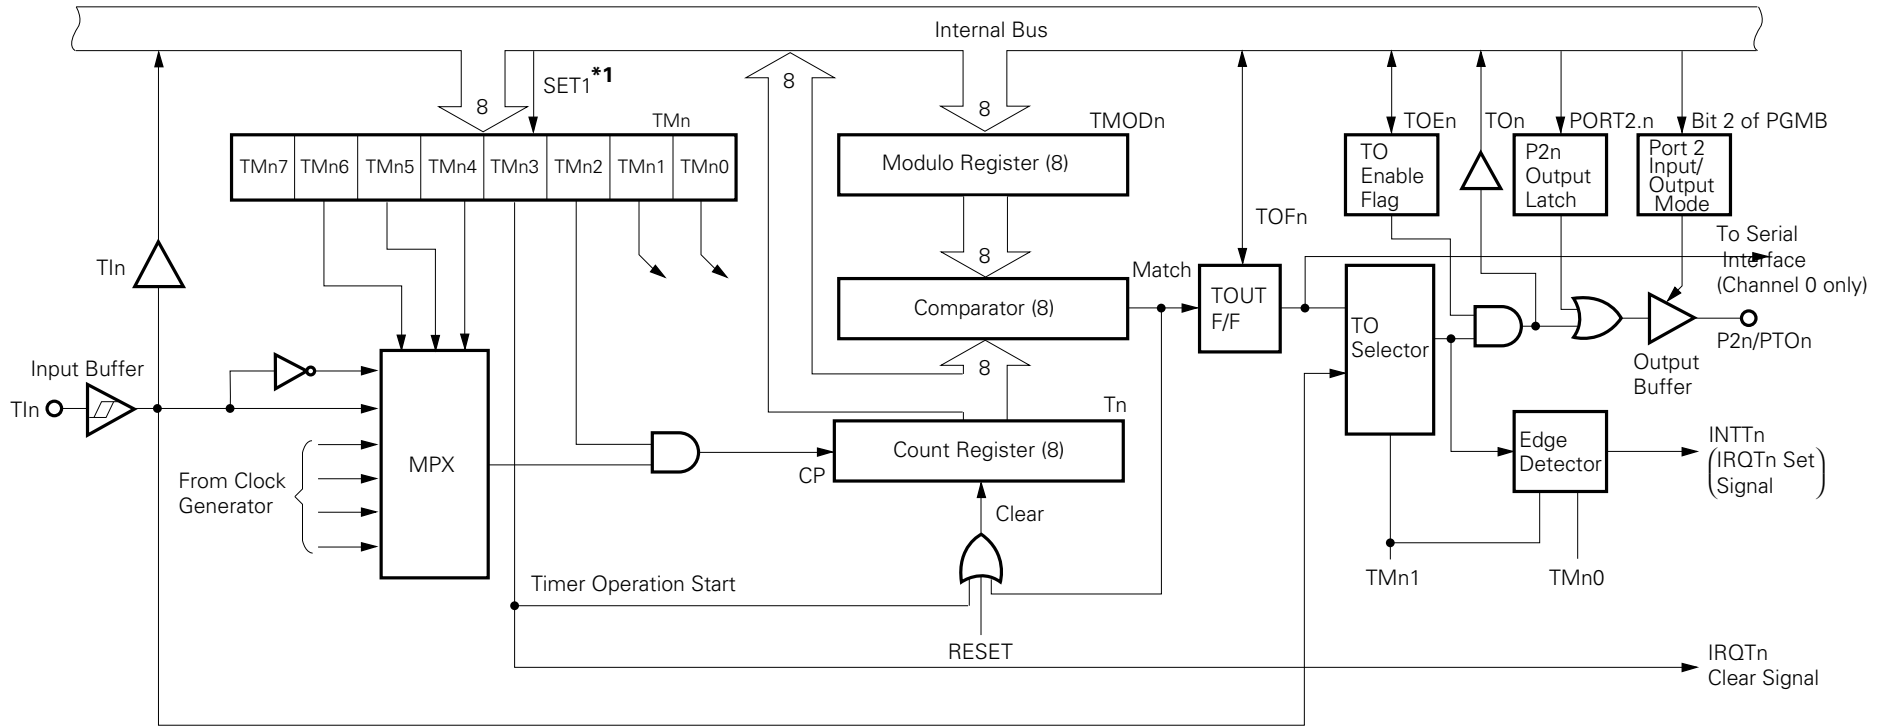 Internal Bus
8
SET1*1
8
8
TMn
TMn7 TMn6 TMn5 TMn4 TMn3 TMn2 TMn1 TMn0
TMODn
Modulo Register (8)
8
Comparator (8)
Match
8
Tn
Count Register (8)
CP
Clear
TOFn
TOUT
F/F
TOEn
TO
Enable
Flag
TOn
PORT2.n
P2n
Output
Latch
Bit 2 of PGMB
Port 2
Input/
Output
Mode
To Serial
Interface
(Channel 0 only)
TO
Selector
Output
Buffer
P2n/PTOn
Edge
Detector
INTTn
(IRQTn Set
Signal)
TMn1
TMn0
TIn
Input Buffer
TIn
From Clock
Generator
MPX
Timer Operation Start
RESET
IRQTn
Clear Signal